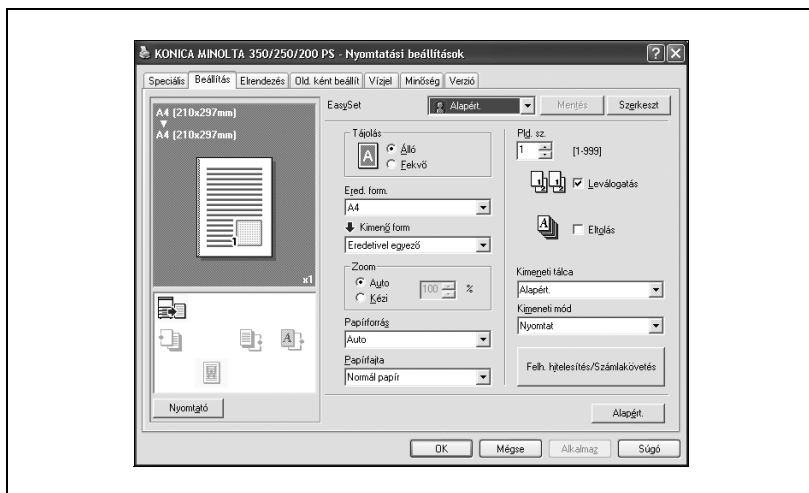 KONICA MINOLTA 350/250/200 PS - Nyomtatási beállítások
Speciális Beállítás Elrendezés Old. ként beállít Vízjel Minőség Verzió
A4 (210x297mm)
A4 (210x297mm)
1
x1
Nyomtató
EasySet
Alapért.
Mentés
Szerkeszt
Tájolás
A
Álló
Fekvő
Ered. form.
A4
Kimenő form
Eredetivel egyező
Zoom
Auto
Kézi
100 %
Papírforrás
Auto
Papírfajta
Normál papír
Pld. sz.
1 [1-999]
Leválogatás
Eltolás
Kimeneti tálca
Alapért.
Kimeneti mód
Nyomtat
Felh. hitelesítés/Számlakövetés
Alapért.
OK Mégse Alkalmaz Súgó